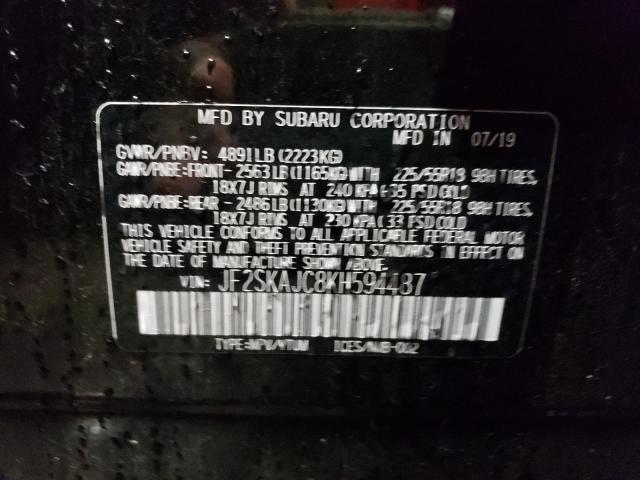 MFD BY SUBARU CORPORATION
MFD IN 07/19
GVWR/PNBV: 4891LB(2223KG)
GAWR/PNBE:FRONT-2563LB(1165KG)WITH 225/55R18 98H TIRES,
18X7J RIMS AT 240 KPA(35 PSI)COLD
GAWR/PNBE:REAR -2486LB(1130KG)WITH 225/55R18 98H TIRES,
18X7J RIMS AT 230 KPA(33 PSI)COLD
THIS VEHICLE CONFORMS TO ALL APPLICABLE FEDERAL MOTOR
VEHICLE SAFETY AND THEFT PREVENTION STANDARDS IN EFFECT ON
THE DATE OF MANUFACTURE SHOWN ABOVE.
VIN: JF2SKAJC8KH594487
TYPE:MPV/VTUM ICES/NMB-002